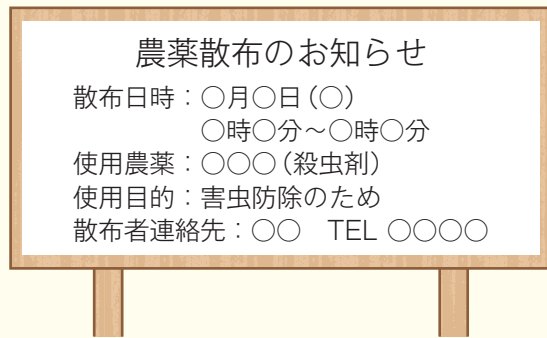 農薬散布のお知らせ
散布日時：○月○日（○）
○時○分～○時○分
使用農薬：○○○（殺虫剤）
使用目的：害虫防除のため
散布者連絡先：○○　TEL ○○○○